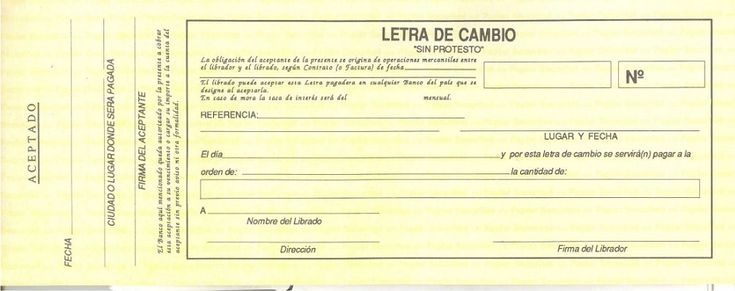 ACEPTADO
FECHA
CIUDAD O LUGAR DONDE SERA PAGADA
FIRMA DEL ACEPTANTE
El Banco aquí mencionado queda autorizado por la presente a cobrar
esta aceptación a su vencimiento o cargar su importe a la cuenta del
aceptante sin previo aviso ni otra formalidad.
LETRA DE CAMBIO
"SIN PROTESTO"
La obligación del aceptante de la presente se origina de operaciones mercantiles entre
el librador y el librado, según Contrato (o Factura) de fecha
El librado puede aceptar esta Letra pagadera en cualquier Banco del país que se
designe al aceptarla.
En caso de mora la tasa de interés será del mensual.
Nº
REFERENCIA:
LUGAR Y FECHA
El día y por esta letra de cambio se servirá(n) pagar a la
orden de: la cantidad de:
A
Nombre del Librado
Dirección Firma del Librador